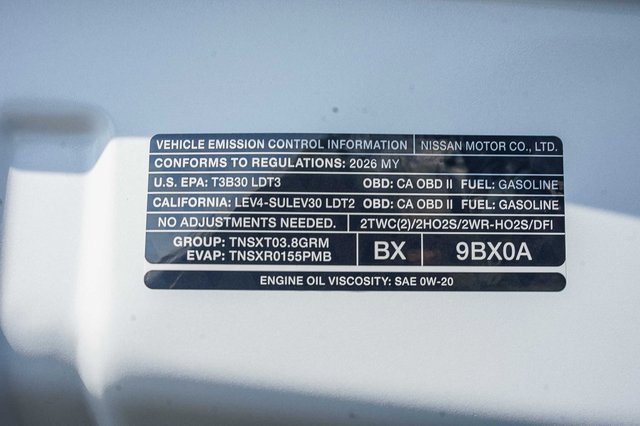 VEHICLE EMISSION CONTROL INFORMATION NISSAN MOTOR CO., LTD.
CONFORMS TO REGULATIONS: 2026 MY
U.S. EPA: T3B30 LDT3 OBD: CA OBD II FUEL: GASOLINE
CALIFORNIA: LEV4-SULEV30 LDT2 OBD: CA OBD II FUEL: GASOLINE
NO ADJUSTMENTS NEEDED. 2TWC(2)/2HO2S/2WR-HO2S/DFI
GROUP: TNSXT03.8GRM
EVAP: TNSXR0155PMB
BX 9BX0A
ENGINE OIL VISCOSITY: SAE 0W-20